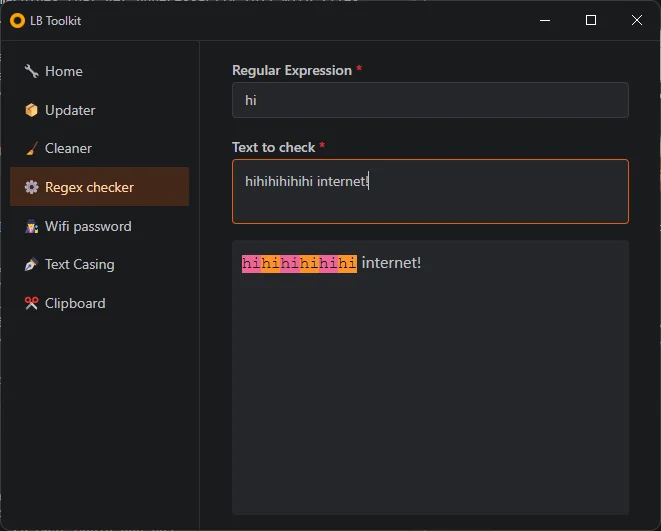 LB Toolkit
Home
Updater
Cleaner
Regex checker
Wifi password
Text Casing
Clipboard
Regular Expression *
hi
Text to check *
hihihihihihi internet!
hihihihihihi internet!